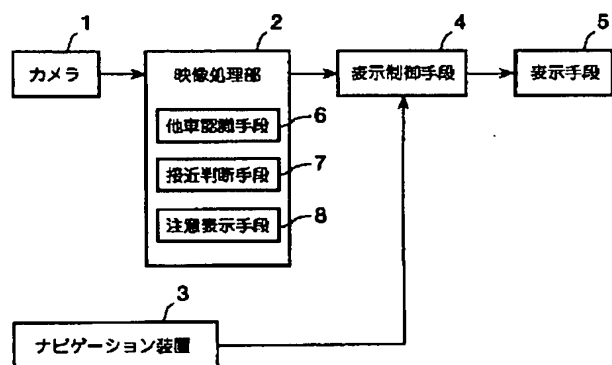 1
カメラ
2
映像処理部
他車認識手段
6
接近判断手段
7
注意表示手段
8
4
表示制御手段
5
表示手段
3
ナビゲーション装置